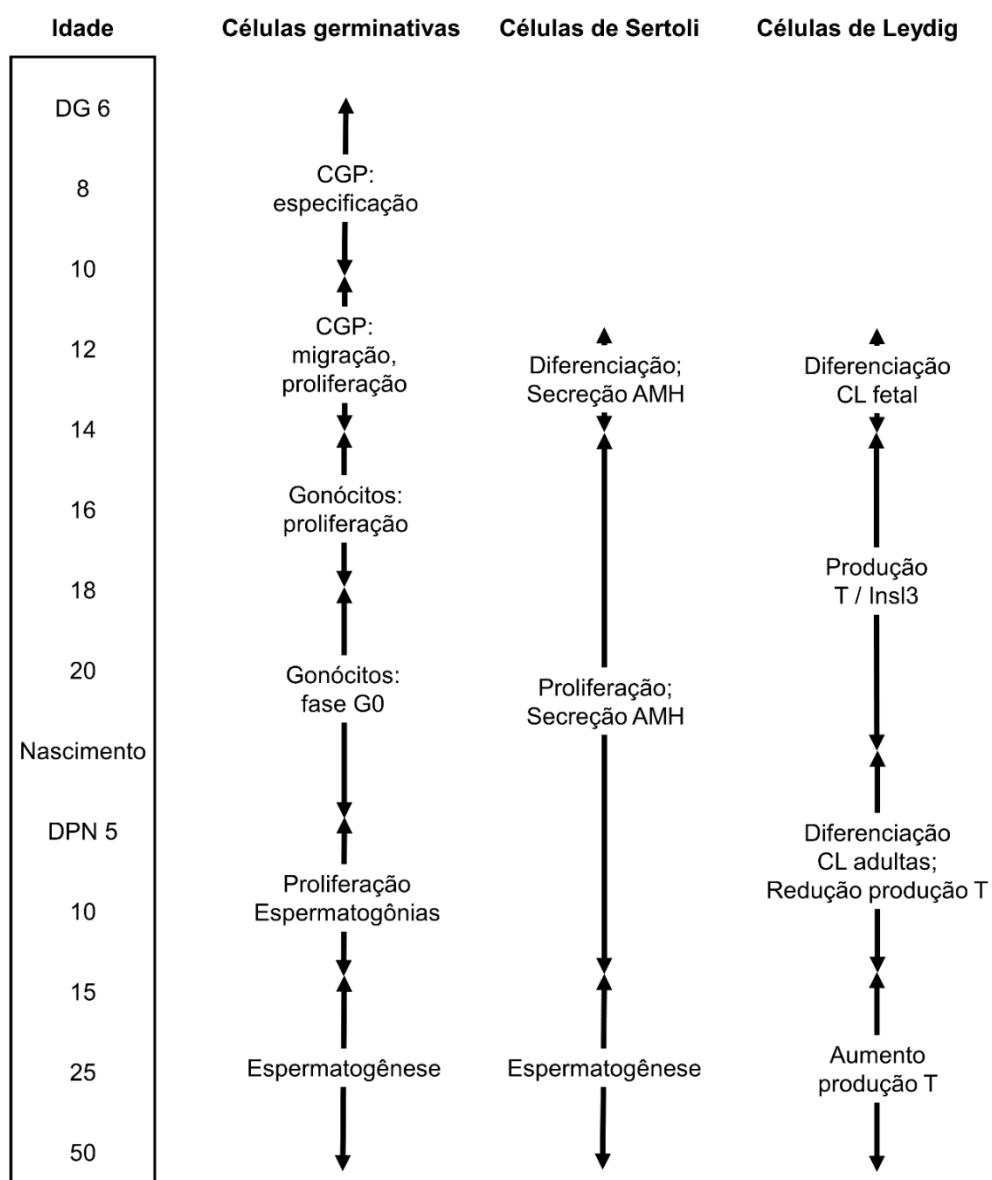 Idade
Células germinativas
Células de Sertoli
Células de Leydig
DG 6
8
10
12
14
16
18
20
Nascimento
DPN 5
10
15
25
50
CGP:
especificação
CGP:
migração,
proliferação
Gonócitos:
proliferação
Gonócitos:
fase G0
Proliferação
Espermatogônias
Espermatogênese
Diferenciação;
Secreção AMH
Proliferação;
Secreção AMH
Espermatogênese
Diferenciação
CL fetal
Produção
T / Insl3
Diferenciação
CL adultas;
Redução produção T
Aumento
produção T